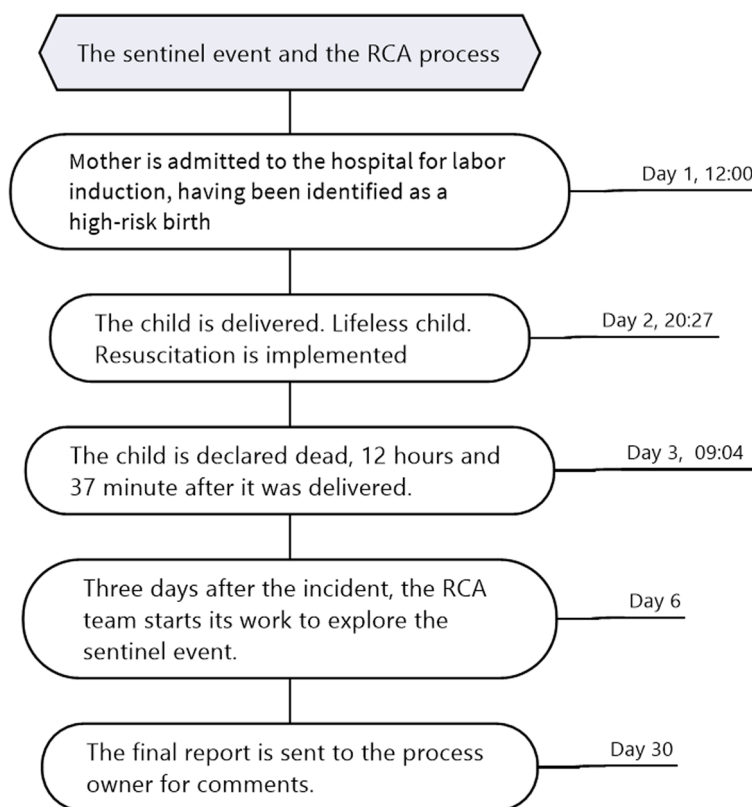 The sentinel event and the RCA process
Mother is admitted to the hospital for labor
induction, having been identified as a
high-risk birth
Day 1, 12:00
The child is delivered. Lifeless child.
Resuscitation is implemented
Day 2, 20:27
The child is declared dead, 12 hours and
37 minute after it was delivered.
Day 3, 09:04
Three days after the incident, the RCA
team starts its work to explore the
sentinel event.
Day 6
The final report is sent to the process
owner for comments.
Day 30